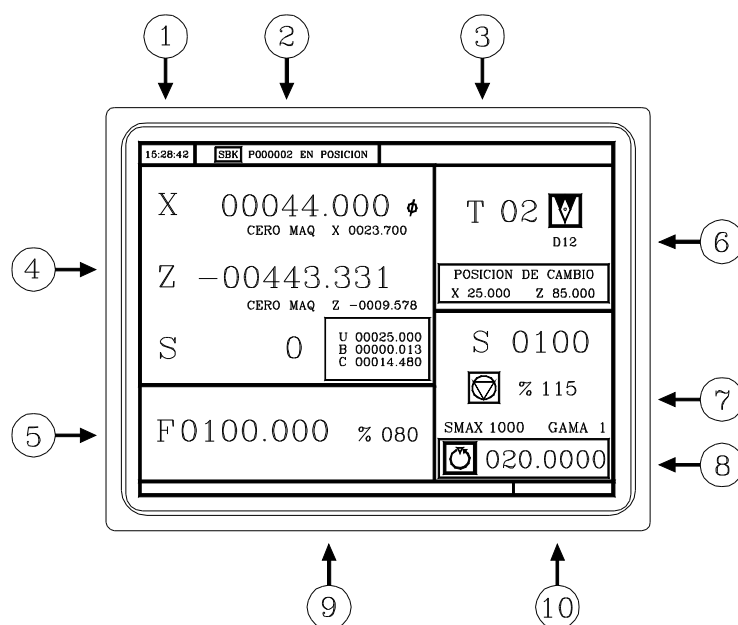 1
2
3
15:28:42 SBK P000002 EN POSICION
X 00044.000 ϕ
CERO MAQ X 0023.700
Z -00443.331
CERO MAQ Z -0009.578
S 0
U 00025.000
B 00000.013
C 00014.480
F0100.000 % 080
T 02
D12
POSICION DE CAMBIO
X 25.000 Z 85.000
S 0100
% 115
SMAX 1000 GAMA 1
020.0000
4
5
6
7
8
9
10